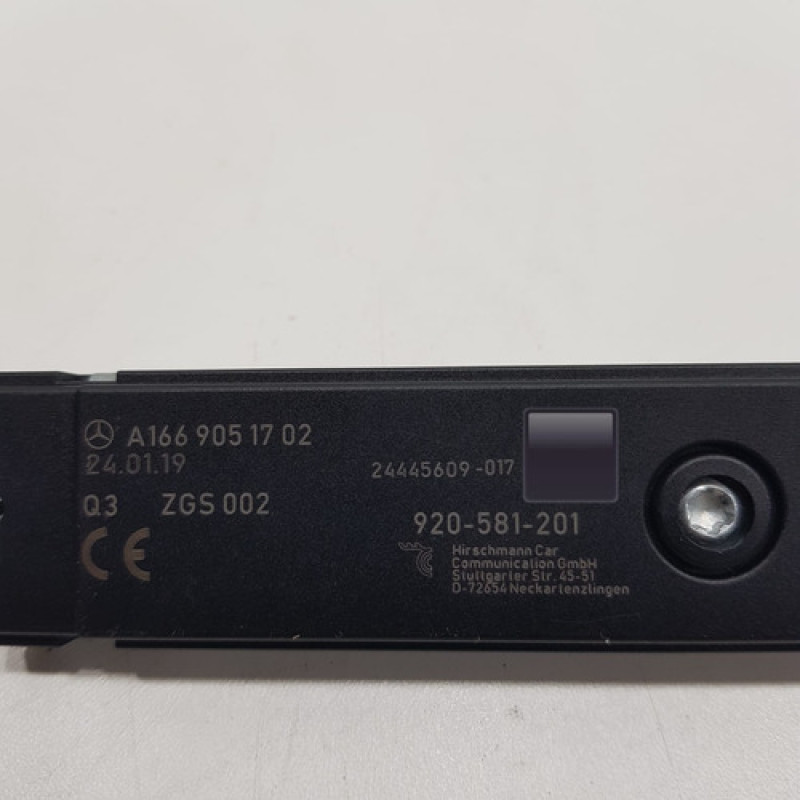 A166 905 17 02
24.01.19
Q3 ZGS 002
CE
24445609-017
920-581-201
Hirschmann Car
Communication GmbH
Stuttgarter Str. 45-51
D-72654 Neckartenzlingen